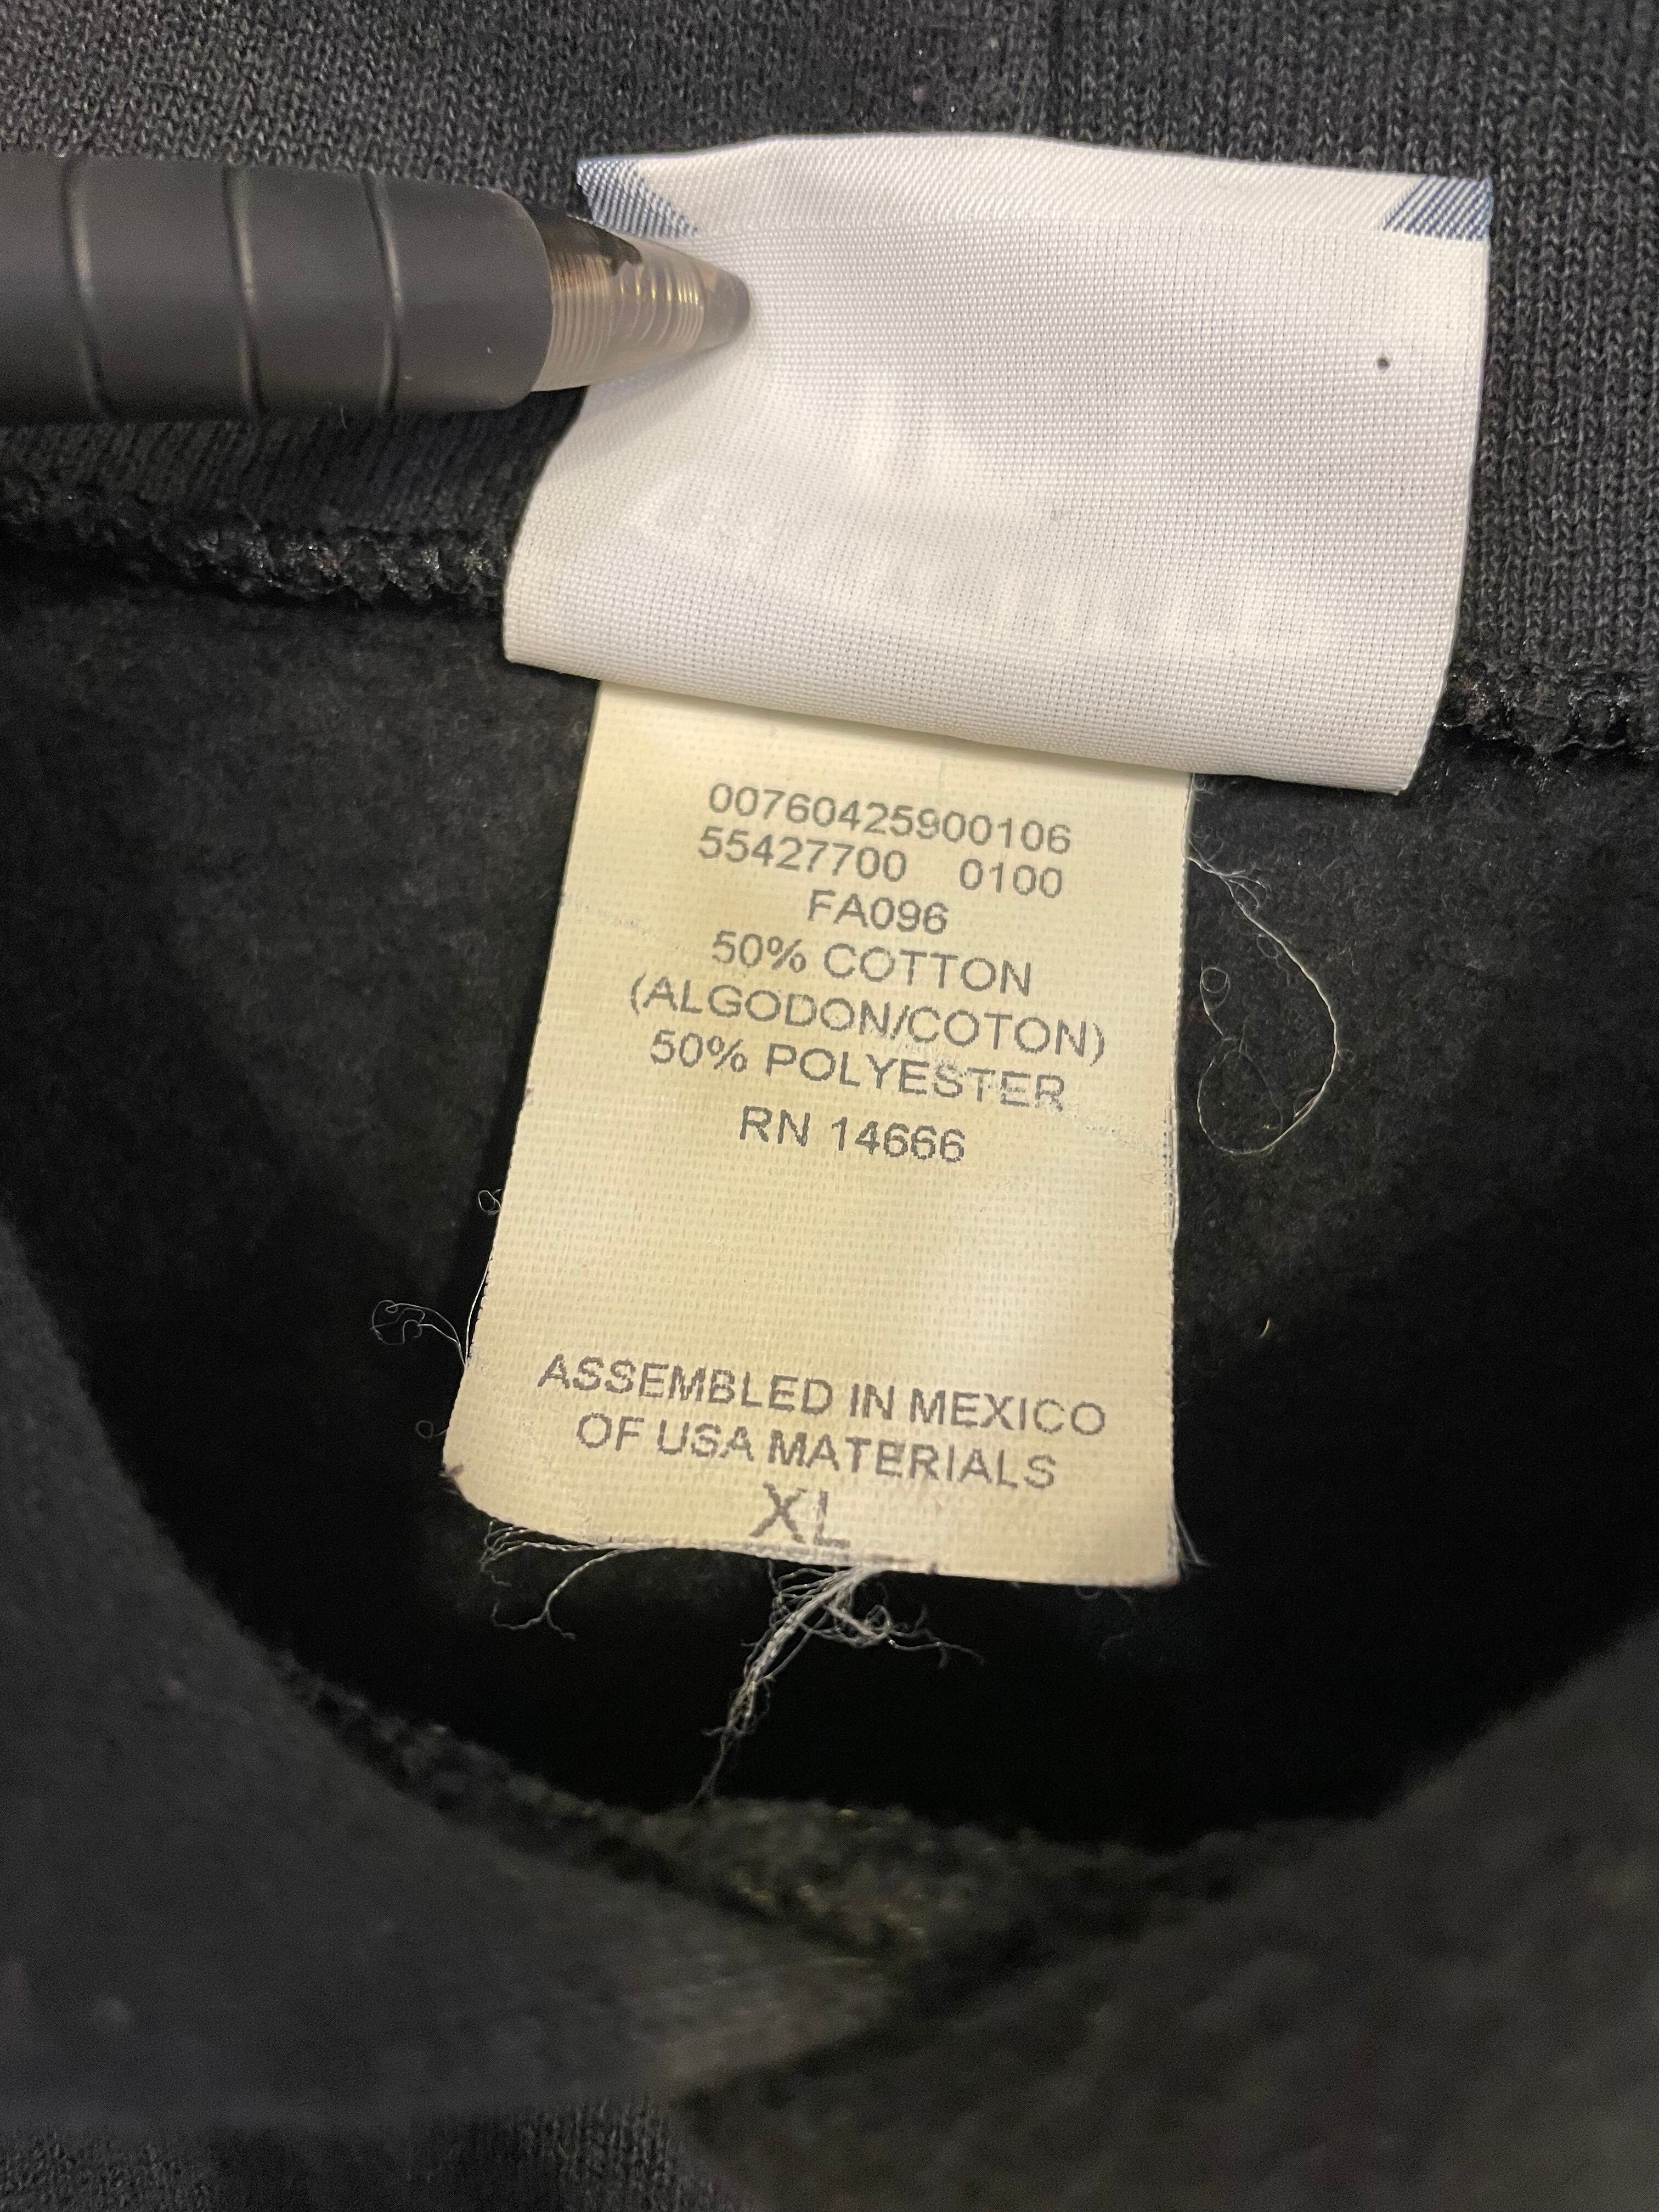 00760425900106
55427700 0100
FA096
50% COTTON
(ALGODON/COTON)
50% POLYESTER
RN 14666
ASSEMBLED IN MEXICO
OF USA MATERIALS
XL